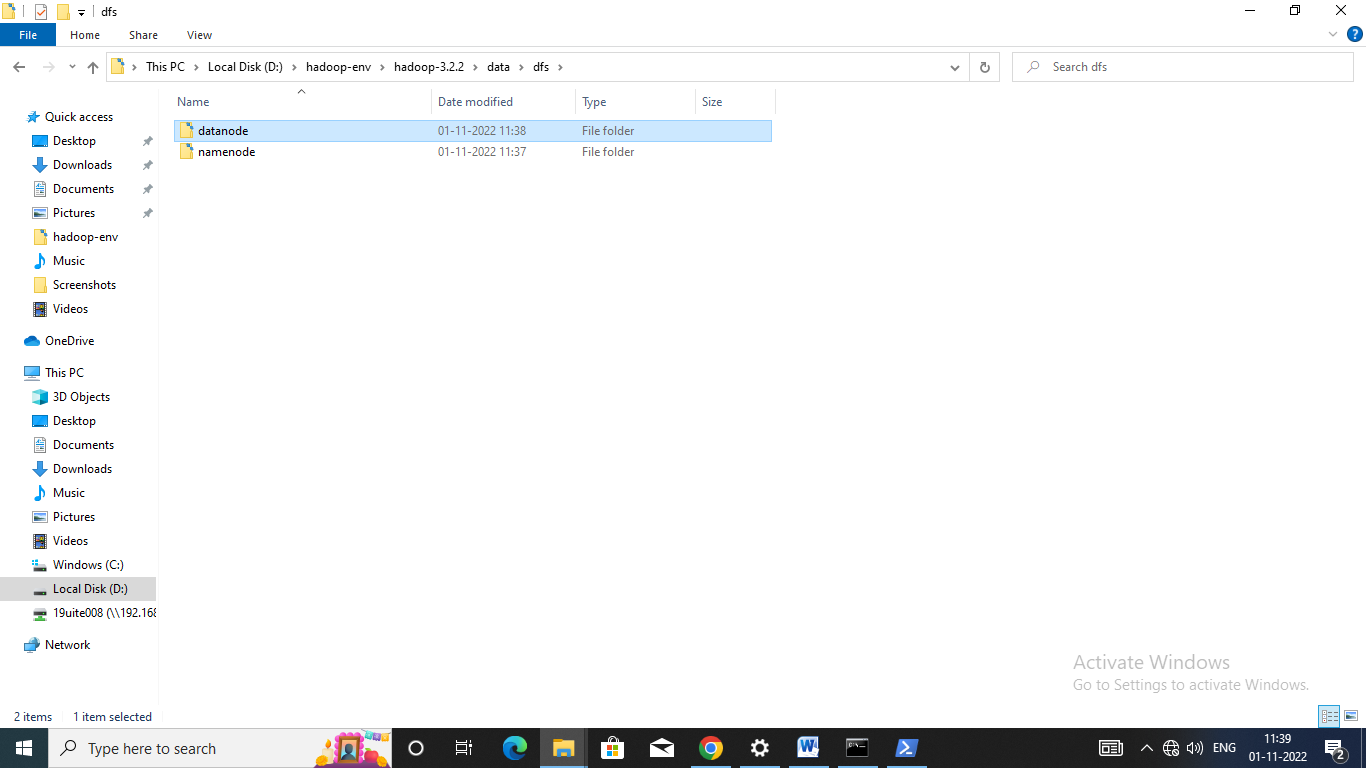 dfs
File Home Share View
This PC Local Disk (D:) hadoop-env hadoop-3.2.2 data dfs
Search dfs
Name Date modified Type Size
datanode 01-11-2022 11:38 File folder
namenode 01-11-2022 11:37 File folder
Quick access
Desktop
Downloads
Documents
Pictures
hadoop-env
Music
Screenshots
Videos
OneDrive
This PC
3D Objects
Desktop
Documents
Downloads
Music
Pictures
Videos
Windows (C:)
Local Disk (D:)
19uite008 (\\192.168
Network
Activate Windows
Go to Settings to activate Windows.
2 items 1 item selected
Type here to search
ENG
11:39
01-11-2022
2